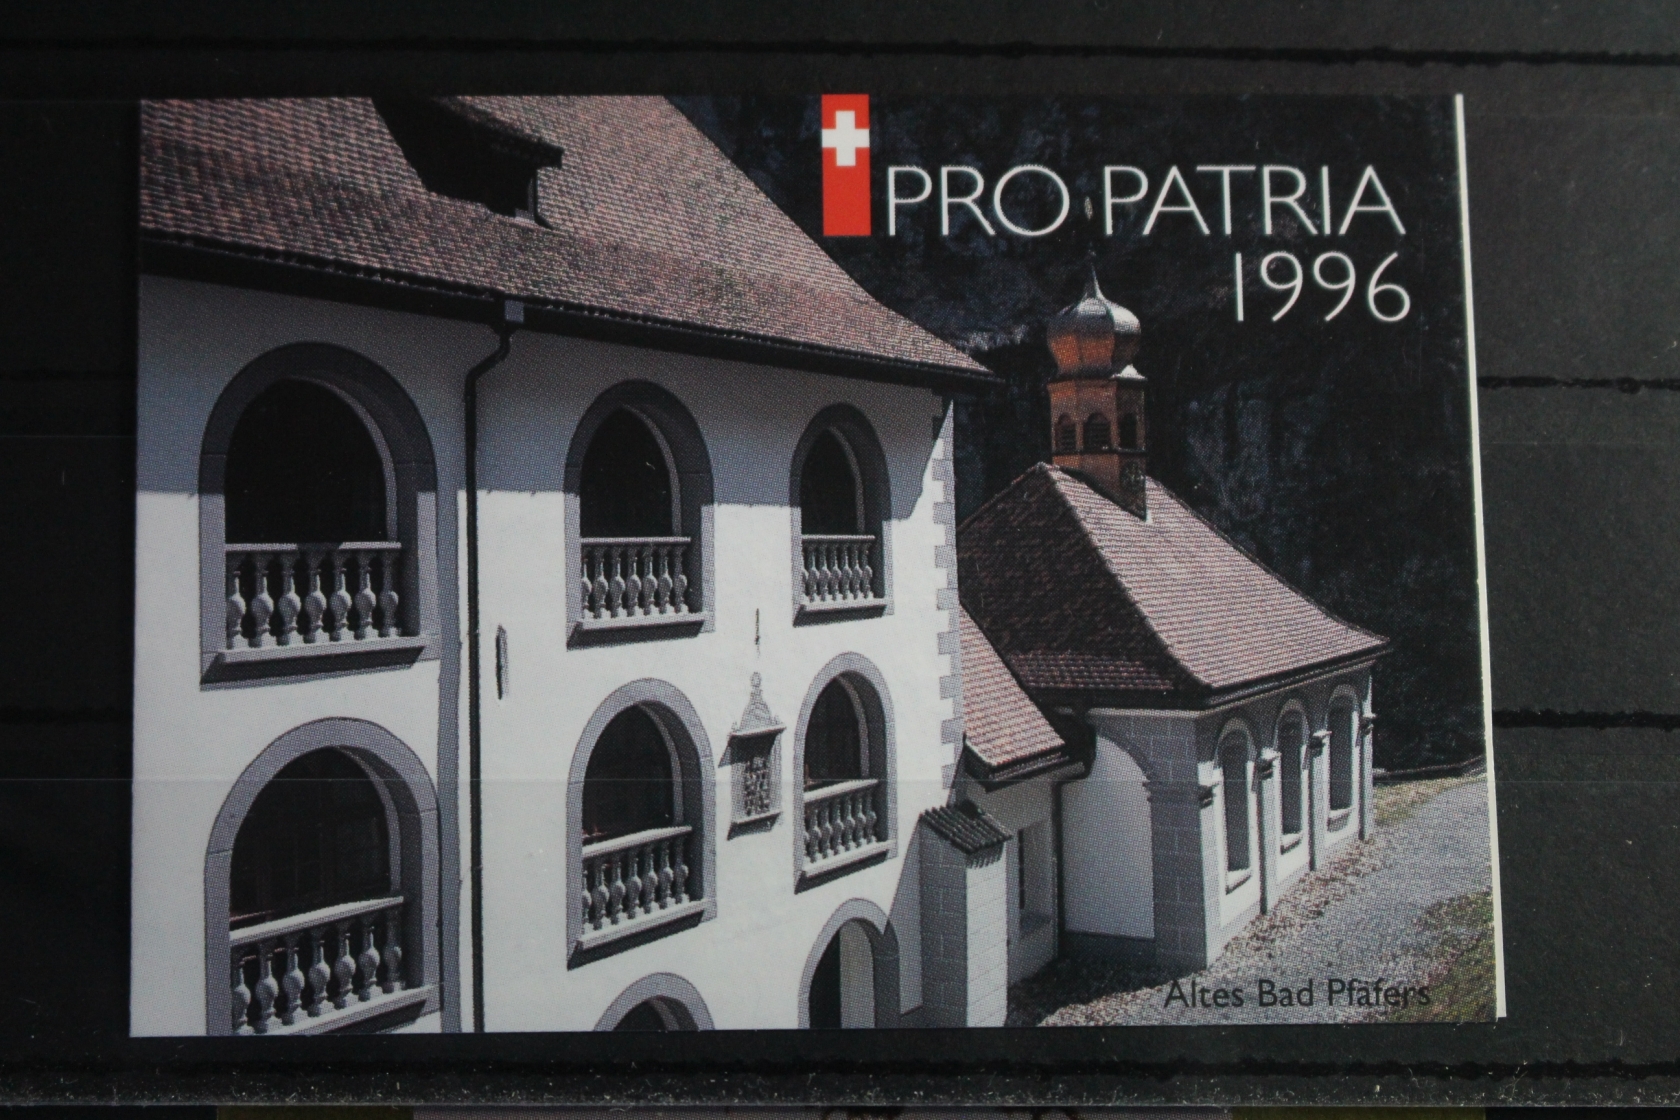 PRO PATRIA
1996
Altes Bad Pfäfers